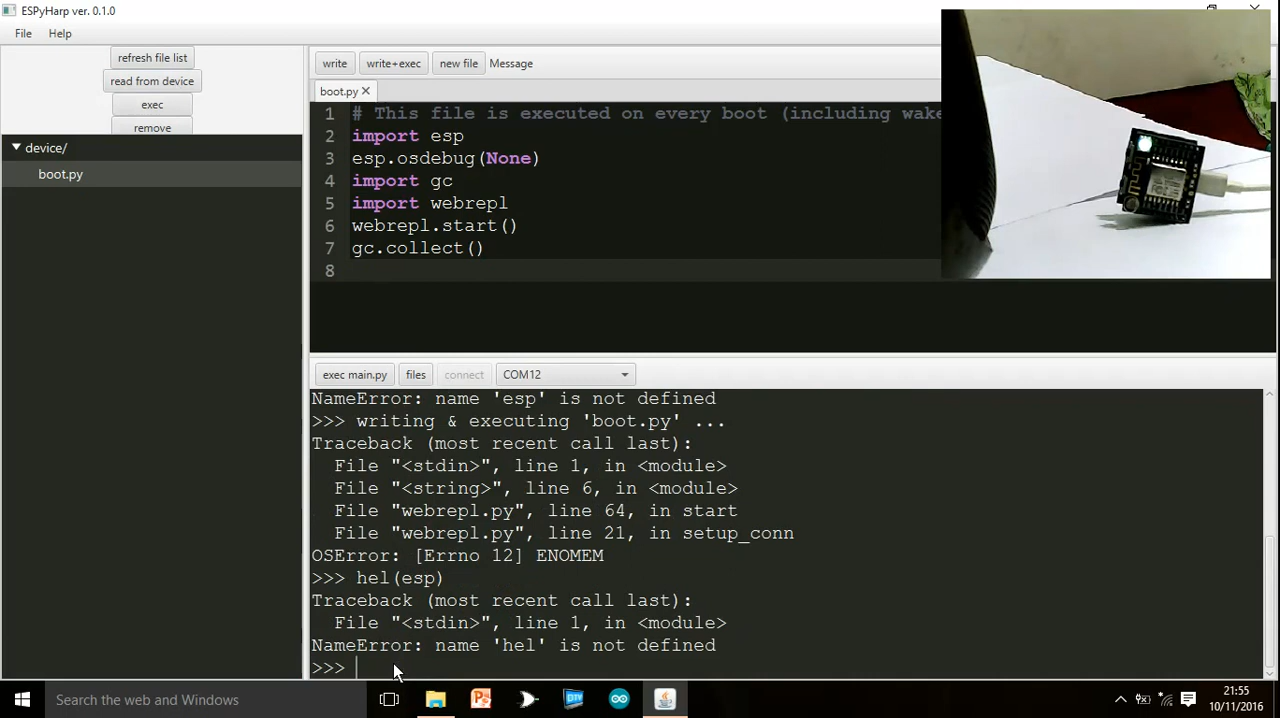 ESPyHarp ver. 0.1.0
File Help
refresh file list
read from device
exec
remove
device/
boot.py
write write+exec new file Message
boot.py
1 # This file is executed on every boot (including wake
2 import esp
3 esp.osdebug(None)
4 import gc
5 import webrepl
6 webrepl.start()
7 gc.collect()
8
exec main.py files connect COM12
NameError: name 'esp' is not defined
>>> writing & executing 'boot.py' ...
Traceback (most recent call last):
File "<stdin>", line 1, in <module>
File "<string>", line 6, in <module>
File "webrepl.py", line 64, in start
File "webrepl.py", line 21, in setup_conn
OSError: [Errno 12] ENOMEM
>>> hel(esp)
Traceback (most recent call last):
File "<stdin>", line 1, in <module>
NameError: name 'hel' is not defined
>>>
Search the web and Windows
DTV
21:55
10/11/2016